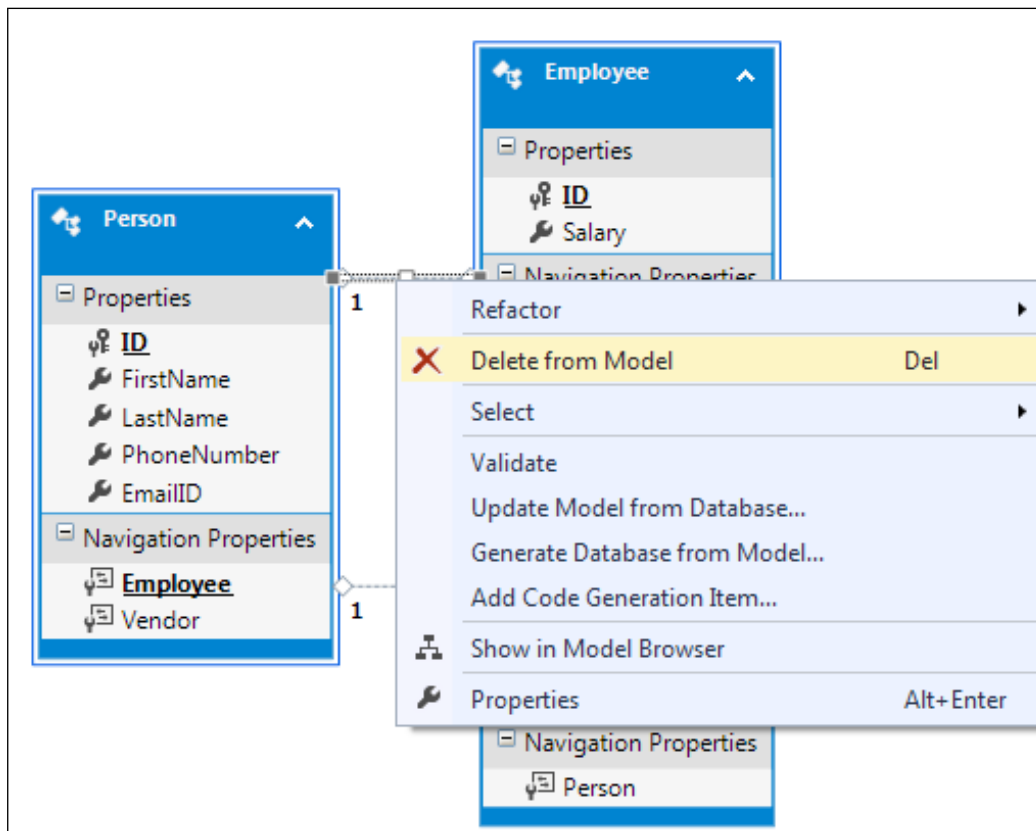 Employee
Properties
ID
Salary
Navigation Properties
Person
Properties
ID
FirstName
LastName
PhoneNumber
EmailID
Navigation Properties
Employee
Vendor
1
1
Refactor
Delete from Model Del
Select
Validate
Update Model from Database...
Generate Database from Model...
Add Code Generation Item...
Show in Model Browser
Properties Alt+Enter
Navigation Properties
Person